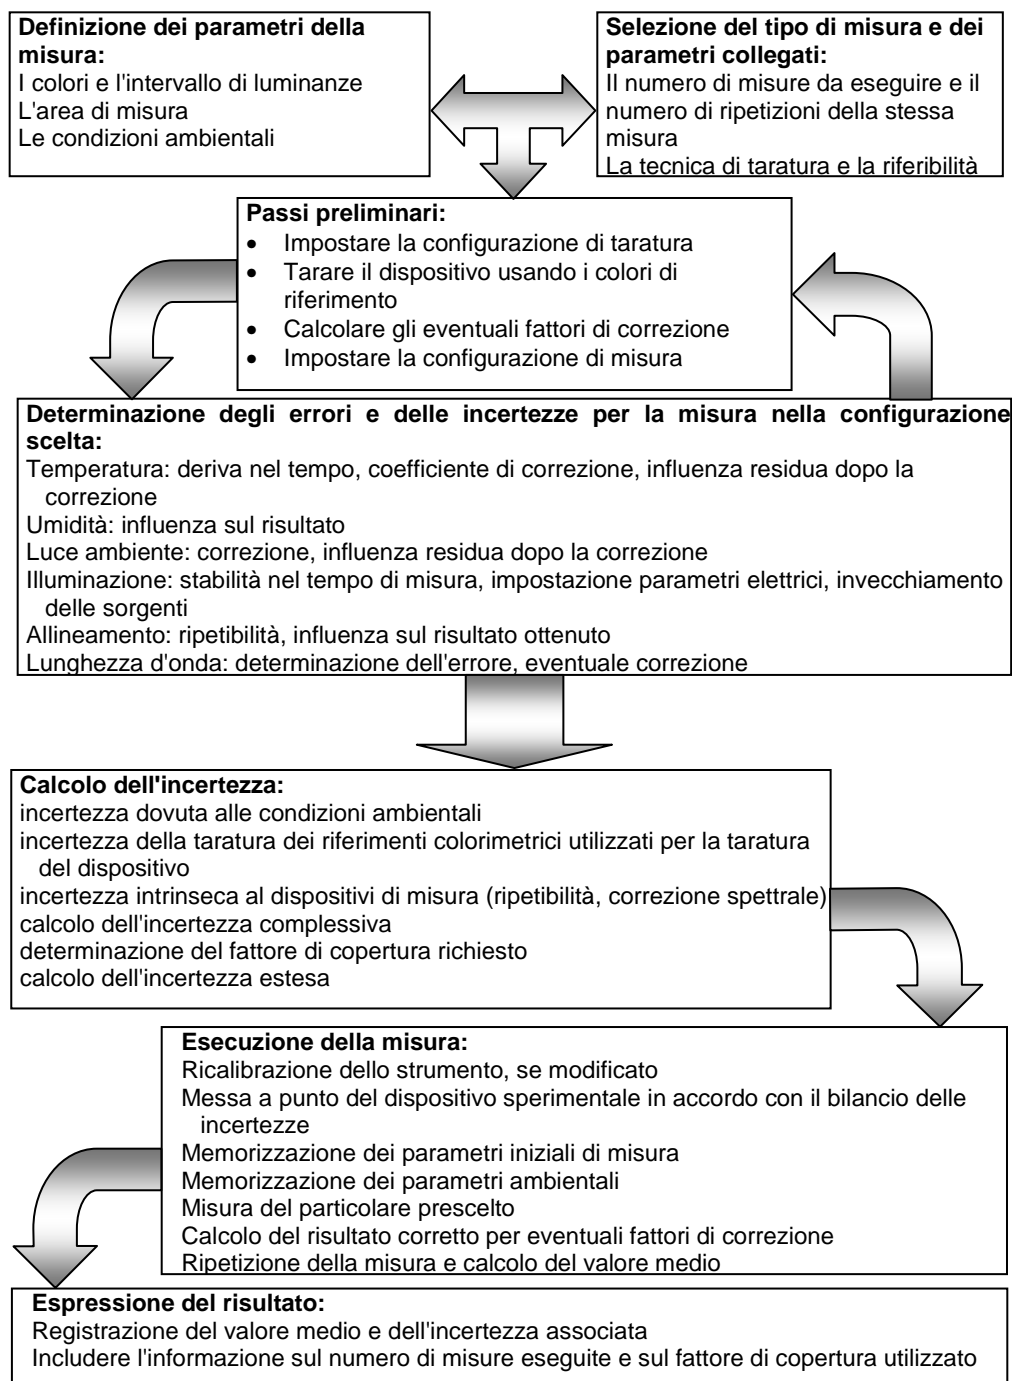 Definizione dei parametri della
misura:
I colori e l'intervallo di luminanze
L'area di misura
Le condizioni ambientali
Selezione del tipo di misura e dei
parametri collegati:
Il numero di misure da eseguire e il
numero di ripetizioni della stessa
misura
La tecnica di taratura e la riferibilità
Passi preliminari:
• Impostare la configurazione di taratura
• Tarare il dispositivo usando i colori di
riferimento
• Calcolare gli eventuali fattori di correzione
• Impostare la configurazione di misura
Determinazione degli errori e delle incertezze per la misura nella configurazione
scelta:
Temperatura: deriva nel tempo, coefficiente di correzione, influenza residua dopo la
correzione
Umidità: influenza sul risultato
Luce ambiente: correzione, influenza residua dopo la correzione
Illuminazione: stabilità nel tempo di misura, impostazione parametri elettrici, invecchiamento
delle sorgenti
Allineamento: ripetibilità, influenza sul risultato ottenuto
Lunghezza d'onda: determinazione dell'errore, eventuale correzione
Calcolo dell'incertezza:
incertezza dovuta alle condizioni ambientali
incertezza della taratura dei riferimenti colorimetrici utilizzati per la taratura
del dispositivo
incertezza intrinseca al dispositivi di misura (ripetibilità, correzione spettrale)
calcolo dell'incertezza complessiva
determinazione del fattore di copertura richiesto
calcolo dell'incertezza estesa
Esecuzione della misura:
Ricalibrazione dello strumento, se modificato
Messa a punto del dispositivo sperimentale in accordo con il bilancio delle
incertezze
Memorizzazione dei parametri iniziali di misura
Memorizzazione dei parametri ambientali
Misura del particolare prescelto
Calcolo del risultato corretto per eventuali fattori di correzione
Ripetizione della misura e calcolo del valore medio
Espressione del risultato:
Registrazione del valore medio e dell'incertezza associata
Includere l'informazione sul numero di misure eseguite e sul fattore di copertura utilizzato